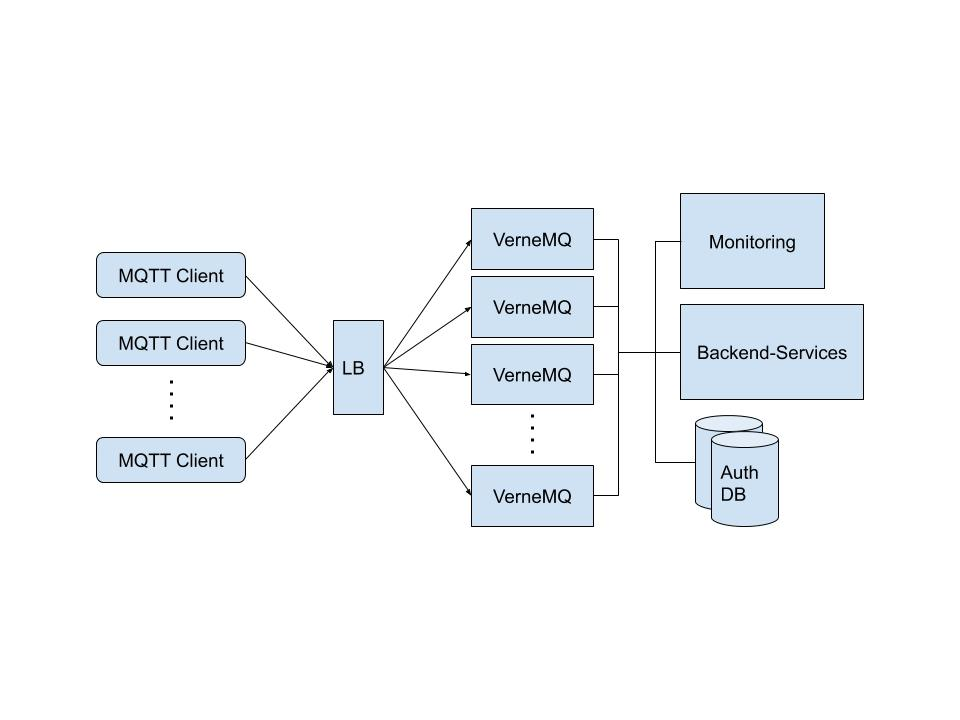 MQTT Client
MQTT Client
MQTT Client
LB
VerneMQ
VerneMQ
VerneMQ
VerneMQ
Monitoring
Backend-Services
Auth
DB